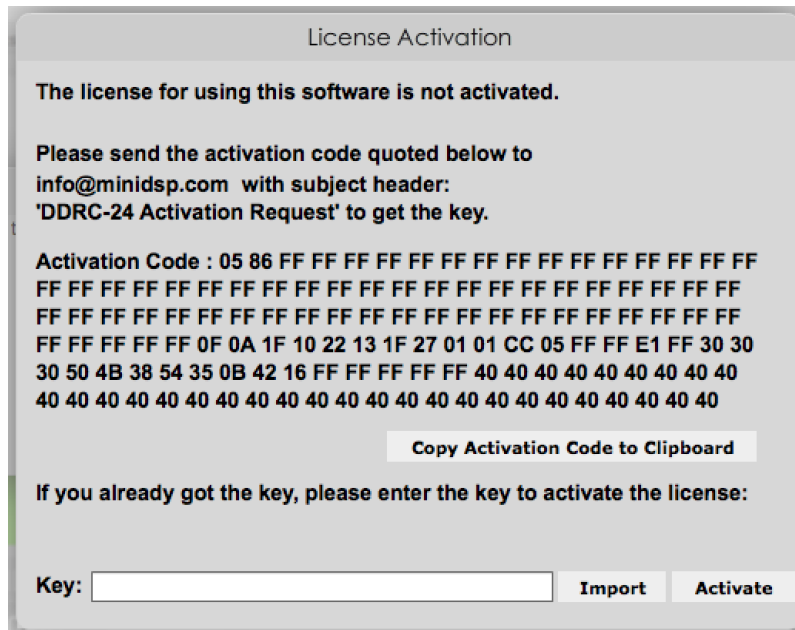 License Activation
The license for using this software is not activated.
Please send the activation code quoted below to
info@minidsp.com with subject header:
'DDRC-24 Activation Request' to get the key.
Activation Code : 05 86 FF FF FF FF FF FF FF FF FF FF FF FF FF FF FF
FF FF FF FF FF FF FF FF FF FF FF FF FF FF FF FF FF FF FF FF FF FF
FF FF FF FF FF FF FF FF FF FF FF FF FF FF FF FF FF FF FF FF FF FF
FF FF FF FF FF 0F 0A 1F 10 22 13 1F 27 01 01 CC 05 FF FF E1 FF 30 30
30 50 4B 38 54 35 0B 42 16 FF FF FF FF FF 40 40 40 40 40 40 40 40 40
40 40 40 40 40 40 40 40 40 40 40 40 40 40 40 40 40 40 40 40 40 40 40
Copy Activation Code to Clipboard
If you already got the key, please enter the key to activate the license:
Key:
Import
Activate